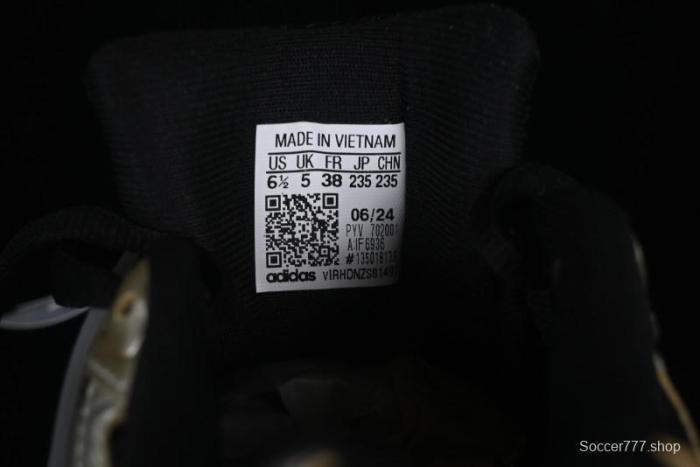 MADE IN VIETNAM
US UK FR JP CHN
6½ 5 38 235 235
06/24
PYV 702001
AIF6936
adidas
Soccer777.shop